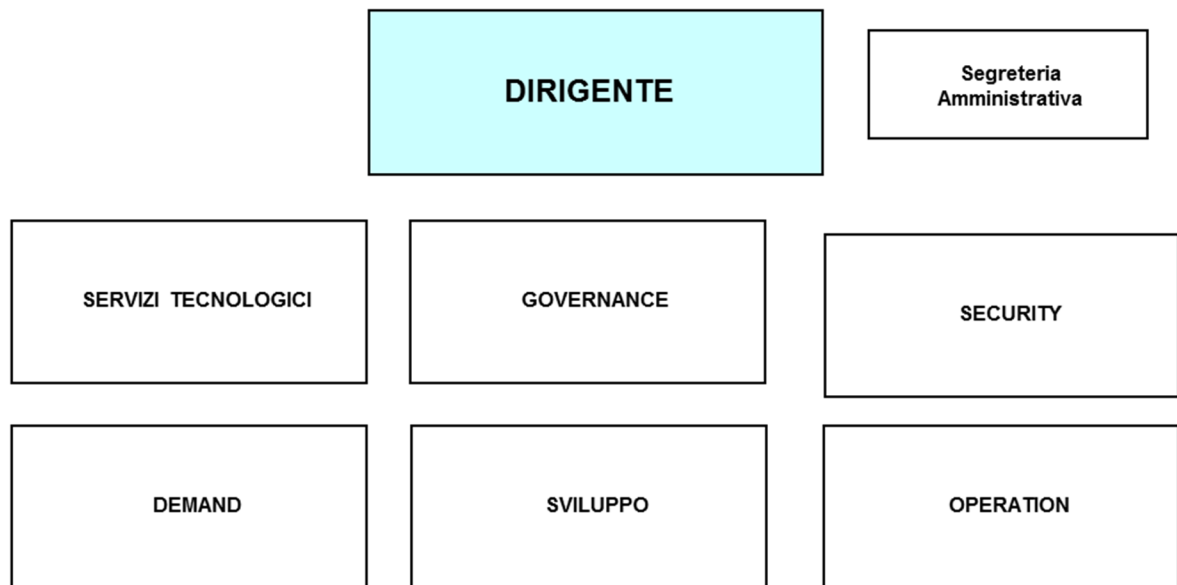 DIRIGENTE
Segreteria
Amministrativa
SERVIZI TECNOLOGICI
GOVERNANCE
SECURITY
DEMAND
SVILUPPO
OPERATION